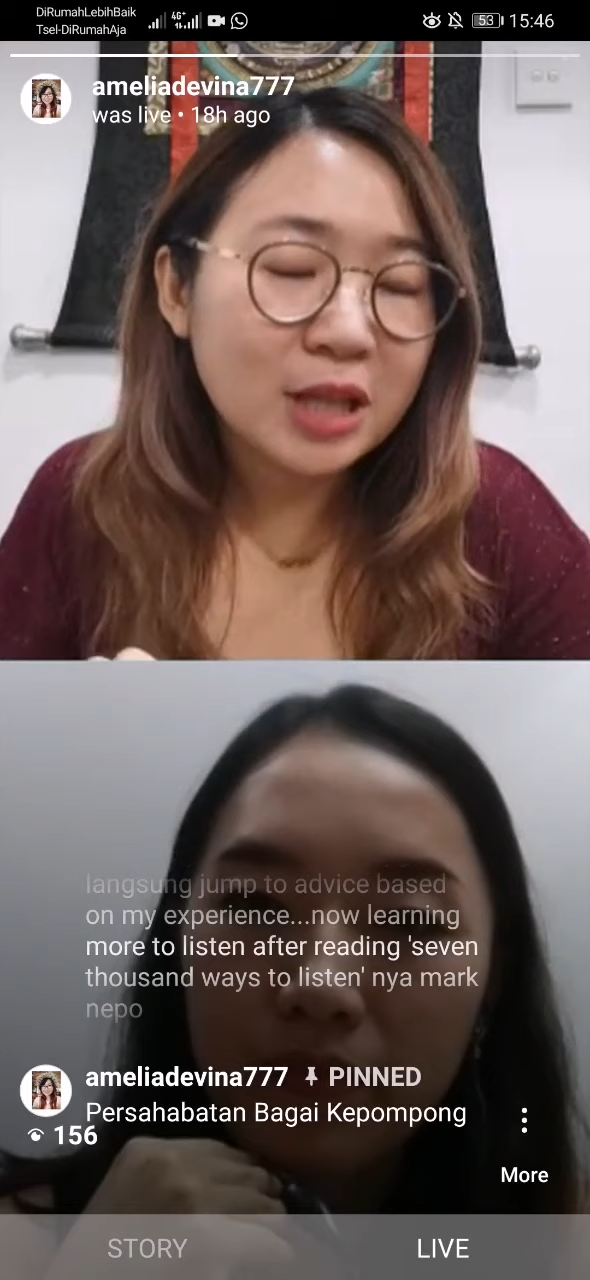 DiRumahLebihBaik
Tsel-DiRumahAja
4G+
53
15:46
ameliadevina777
was live • 18h ago
langsung jump to advice based
on my experience...now learning
more to listen after reading 'seven
thousand ways to listen' nya mark
nepo
ameliadevina777 PINNED
Persahabatan Bagai Kepompong
156
More
STORY
LIVE